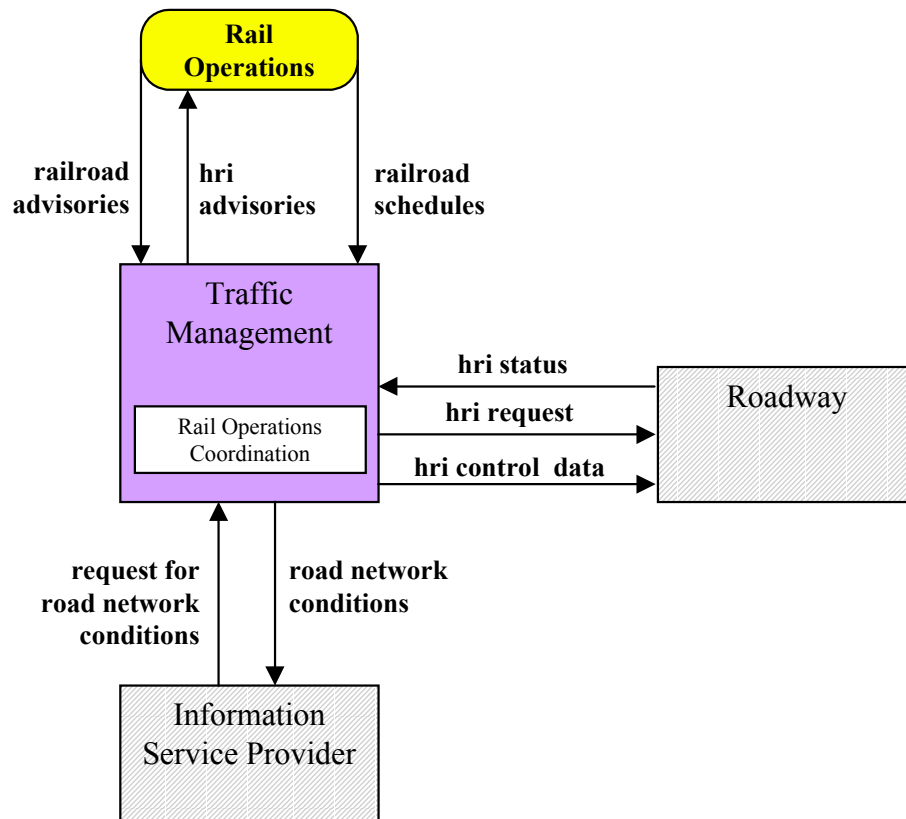 Rail
Operations
railroad
advisories
hri
advisories
railroad
schedules
Traffic
Management
Rail Operations
Coordination
hri status
hri request
hri control data
Roadway
request for
road network
conditions
road network
conditions
Information
Service Provider